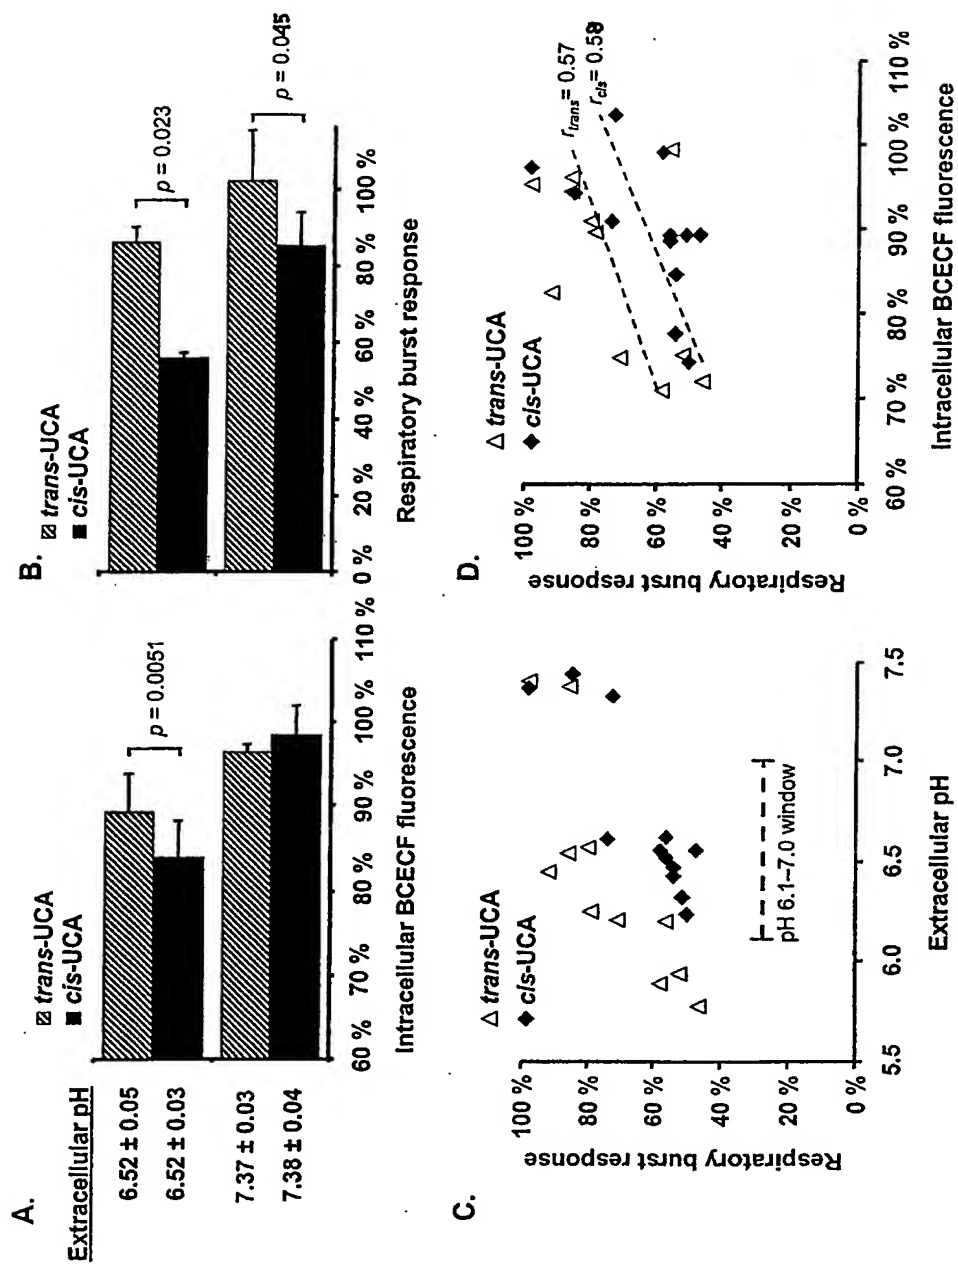 A.
Extracellular pH
6.52 ± 0.05
6.52 ± 0.03
7.37 ± 0.03
7.38 ± 0.04
trans-UCA
cis-UCA
p = 0.0051
60 % 70 % 80 % 90 % 100 % 110 %
Intracellular BCECF fluorescence
B.
trans-UCA
cis-UCA
p = 0.023
p = 0.045
0 % 20 % 40 % 60 % 80 % 100 %
Respiratory burst response
C.
trans-UCA
cis-UCA
100 %
80 %
60 %
40 %
20 %
0 %
Respiratory burst response
pH 6.1–7.0 window
5.5 6.0 6.5 7.0 7.5
Extracellular pH
D.
trans-UCA
cis-UCA
rtrans= 0.57
rcis= 0.58
100 %
80 %
60 %
40 %
20 %
0 %
Respiratory burst response
60 % 70 % 80 % 90 % 100 % 110 %
Intracellular BCECF fluorescence